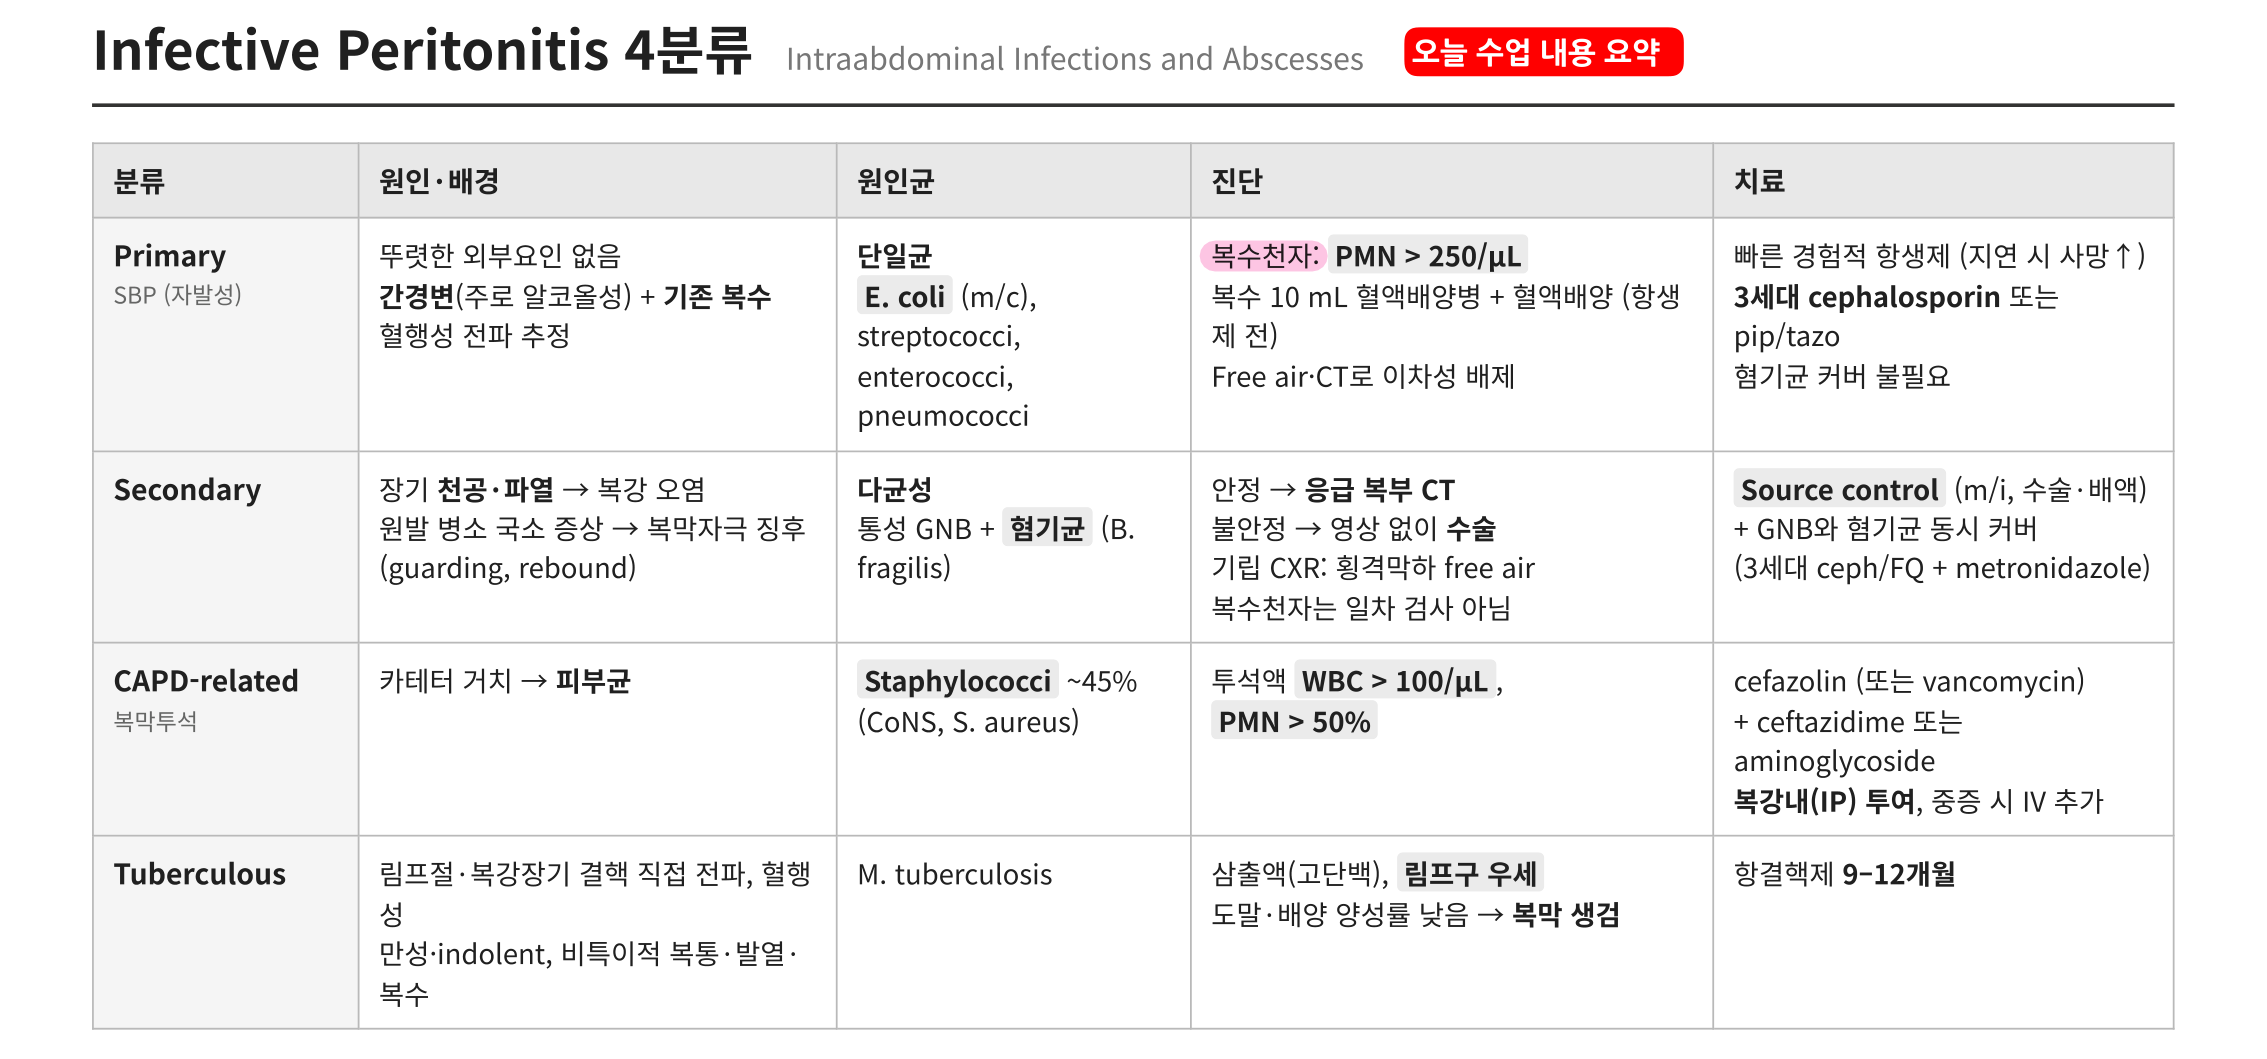 Infective Peritonitis 4분류 Intraabdominal Infections and Abscesses 오늘 수업 내용 요약
분류 원인·배경 원인균 진단 치료
Primary
SBP (자발성)
뚜렷한 외부요인 없음
간경변(주로 알코올성) + 기존 복수
혈행성 전파 추정
단일균
E. coli (m/c),
streptococci,
enterococci,
pneumococci
복수천자: PMN > 250/µL
복수 10 mL 혈액배양병 + 혈액배양 (항생
제 전)
Free air·CT로 이차성 배제
빠른 경험적 항생제 (지연 시 사망↑)
3세대 cephalosporin 또는
pip/tazo
혐기균 커버 불필요
Secondary
장기 천공·파열 → 복강 오염
원발 병소 국소 증상 → 복막자극 징후
(guarding, rebound)
다균성
통성 GNB + 혐기균 (B.
fragilis)
안정 → 응급 복부 CT
불안정 → 영상 없이 수술
기립 CXR: 횡격막하 free air
복수천자는 일차 검사 아님
Source control (m/i, 수술·배액)
+ GNB와 혐기균 동시 커버
(3세대 ceph/FQ + metronidazole)
CAPD-related
복막투석
카테터 거치 → 피부균
Staphylococci ~45%
(CoNS, S. aureus)
투석액 WBC > 100/µL,
PMN > 50%
cefazolin (또는 vancomycin)
+ ceftazidime 또는
aminoglycoside
복강내(IP) 투여, 중증 시 IV 추가
Tuberculous
림프절·복강장기 결핵 직접 전파, 혈행
성
만성·indolent, 비특이적 복통·발열·
복수
M. tuberculosis
삼출액(고단백), 림프구 우세
도말·배양 양성률 낮음 → 복막 생검
항결핵제 9–12개월